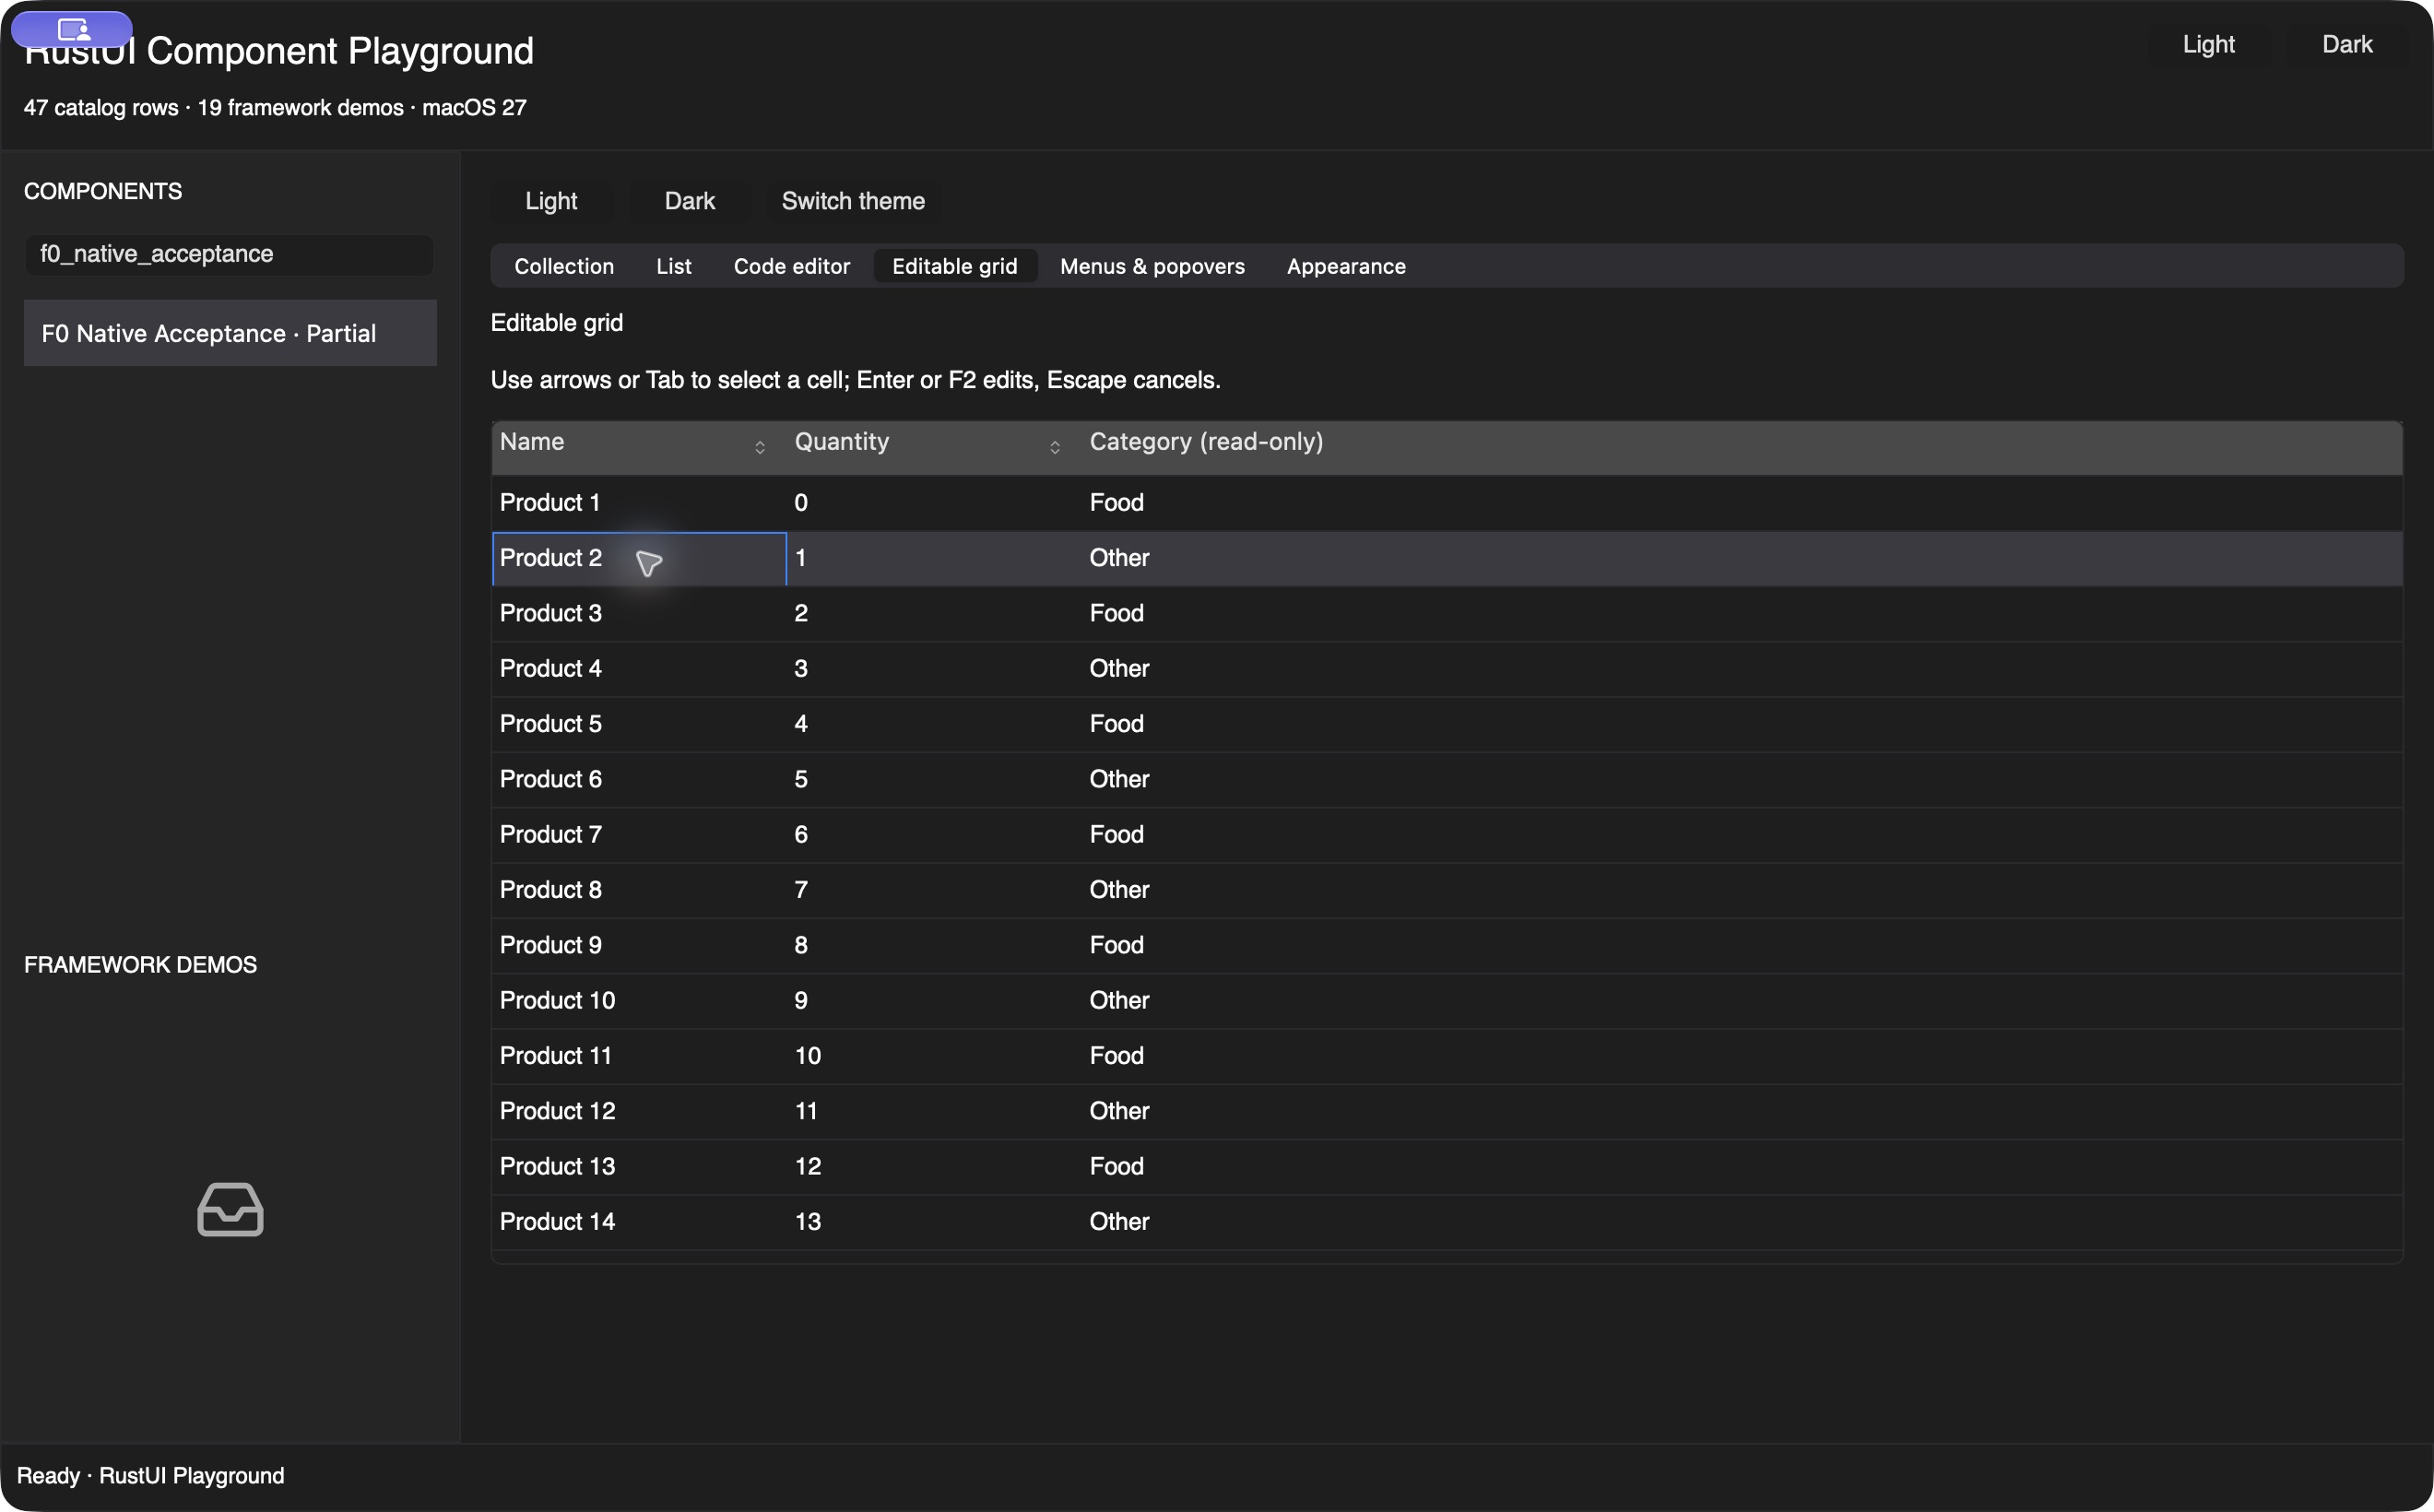 RustUI Component Playground
Light Dark
47 catalog rows · 19 framework demos · macOS 27
COMPONENTS
f0_native_acceptance
F0 Native Acceptance · Partial
FRAMEWORK DEMOS
Light Dark Switch theme
Collection List Code editor Editable grid Menus & popovers Appearance
Editable grid
Use arrows or Tab to select a cell; Enter or F2 edits, Escape cancels.
Name Quantity Category (read-only)
Product 1 0 Food
Product 2 1 Other
Product 3 2 Food
Product 4 3 Other
Product 5 4 Food
Product 6 5 Other
Product 7 6 Food
Product 8 7 Other
Product 9 8 Food
Product 10 9 Other
Product 11 10 Food
Product 12 11 Other
Product 13 12 Food
Product 14 13 Other
Ready · RustUI Playground